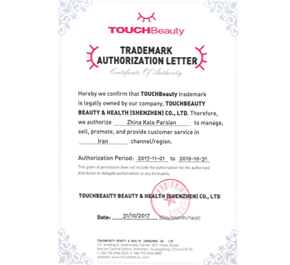 TOUCHBeauty
TRADEMARK
AUTHORIZATION LETTER
Certificate Of Authority
Hereby we confirm that TOUCHBeauty trademark
is legally owned by our company, TOUCHBEAUTY
BEAUTY & HEALTH (SHENZHEN) CO., LTD. Therefore,
we authorize Zhina Kala Parsian to manage,
sell, promote, and provide customer service in
Iran channel/region.
Authorization Period: 2017-11-01 to 2019-10-31
This grant of permission does not include the authorization for the authorized
distributor to delegate authorization to any third party.
TOUCHBEAUTY BEAUTY & HEALTH (SHENZHEN) CO., LTD
Date: 21/10/2017 (Day/Month/Year)
TOUCHBEAUTY BEAUTY & HEALTH (SHENZHEN) CO., LTD